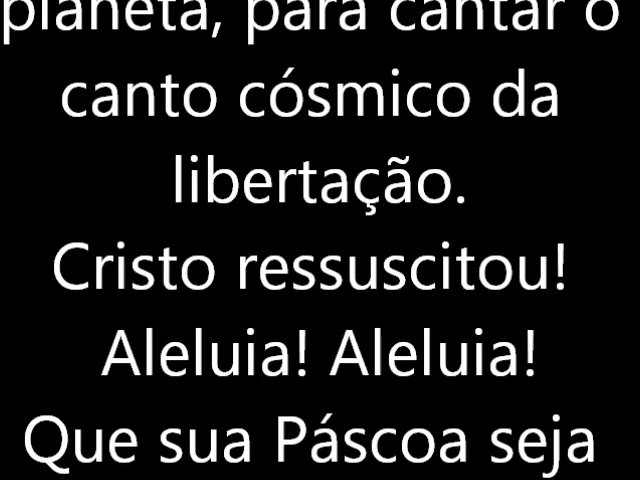 planeta, para cantar o
canto cósmico da
libertação.
Cristo ressuscitou!
Aleluia! Aleluia!
Que sua Páscoa seja